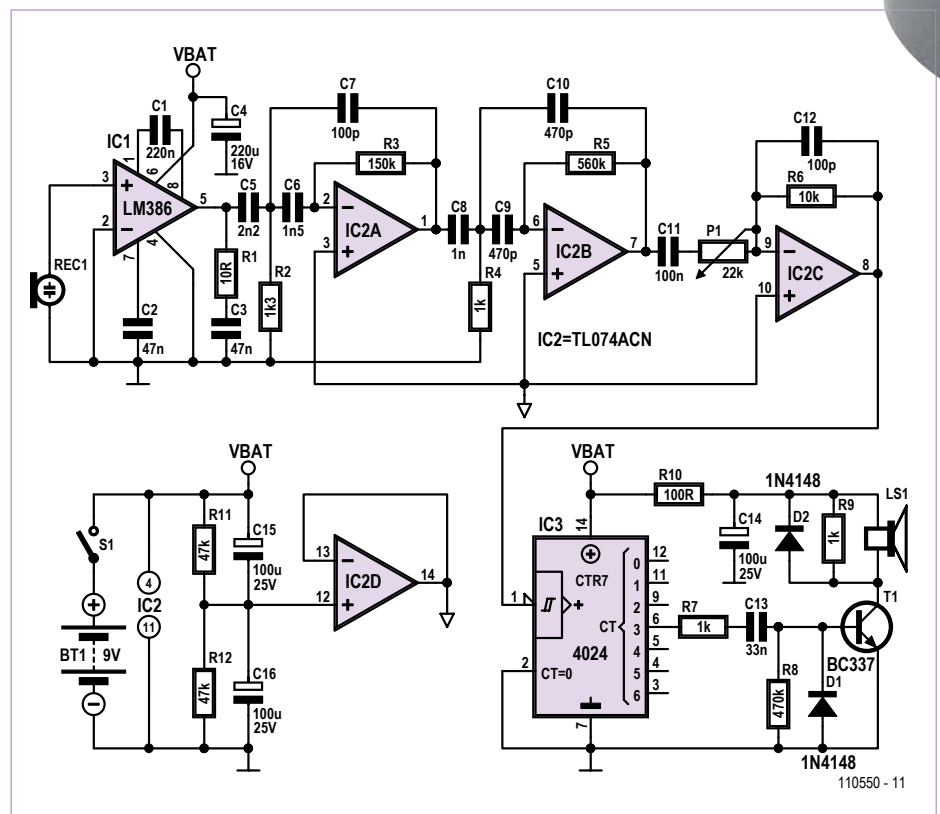 VBAT
C1
220n
C4
220u
16V
IC1
1
6
8
3
+
2
–
LM386
5
4
7
REC1
C2
47n
R1
10R
C3
47n
C5
2n2
C6
1n5
R2
1k3
C7
100p
R3
150k
2
–
3
+
IC2A
1
C8
1n
C9
470p
R4
1k
C10
470p
R5
560k
6
–
5
+
IC2B
7
IC2=TL074ACN
C11
100n
P1
22k
C12
100p
R6
10k
9
–
10
+
IC2C
8
VBAT
S1
+
BT1
9V
–
4
IC2
11
R11
47k
C15
100u
25V
R12
47k
C16
100u
25V
13
–
12
+
IC2D
14
VBAT
IC3
14
+
CTR7
1
+
2
CT=0
4024
CT
0
12
1
11
2
9
3
6
4
5
5
4
6
3
7
R10
100R
C14
100u
25V
1N4148
D2
R9
1k
LS1
R7
1k
C13
33n
T1
BC337
R8
470k
D1
1N4148
110550 - 11